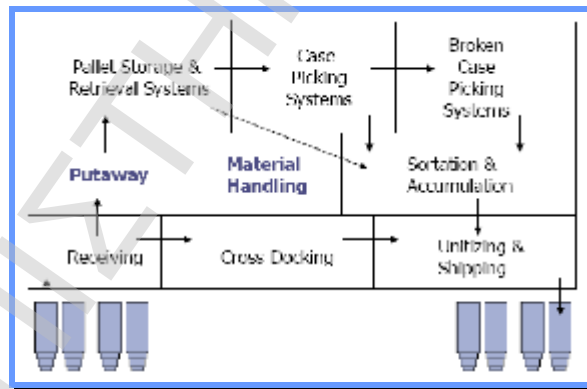 Pallet Storage &
Retrieval Systems
Case
Picking
Systems
Broken
Case
Picking
Systems
Putaway
Material
Handling
Sortation &
Accumulation
Receiving
Cross Docking
Unitizing &
Shipping